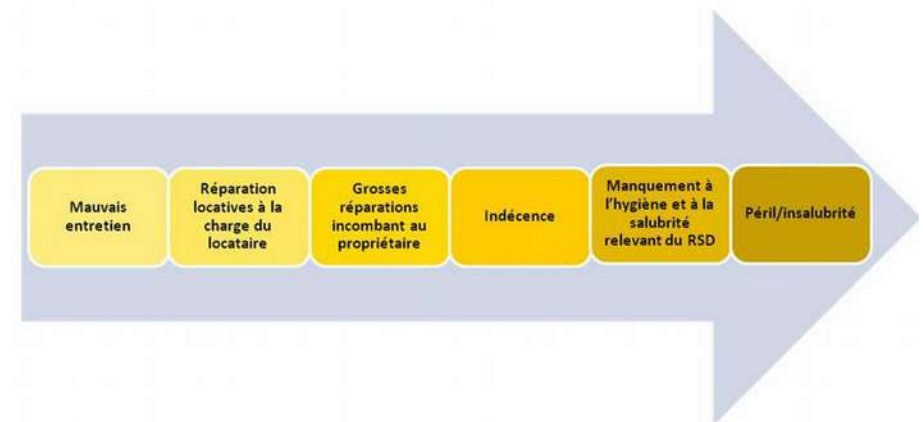 Mauvais
entretien
Réparation
locatives à la
charge du
locataire
Grosses
réparations
incombant au
propriétaire
Indécence
Manquement à
l'hygiène et à la
salubrité
relevant du RSD
Péril/insalubrité